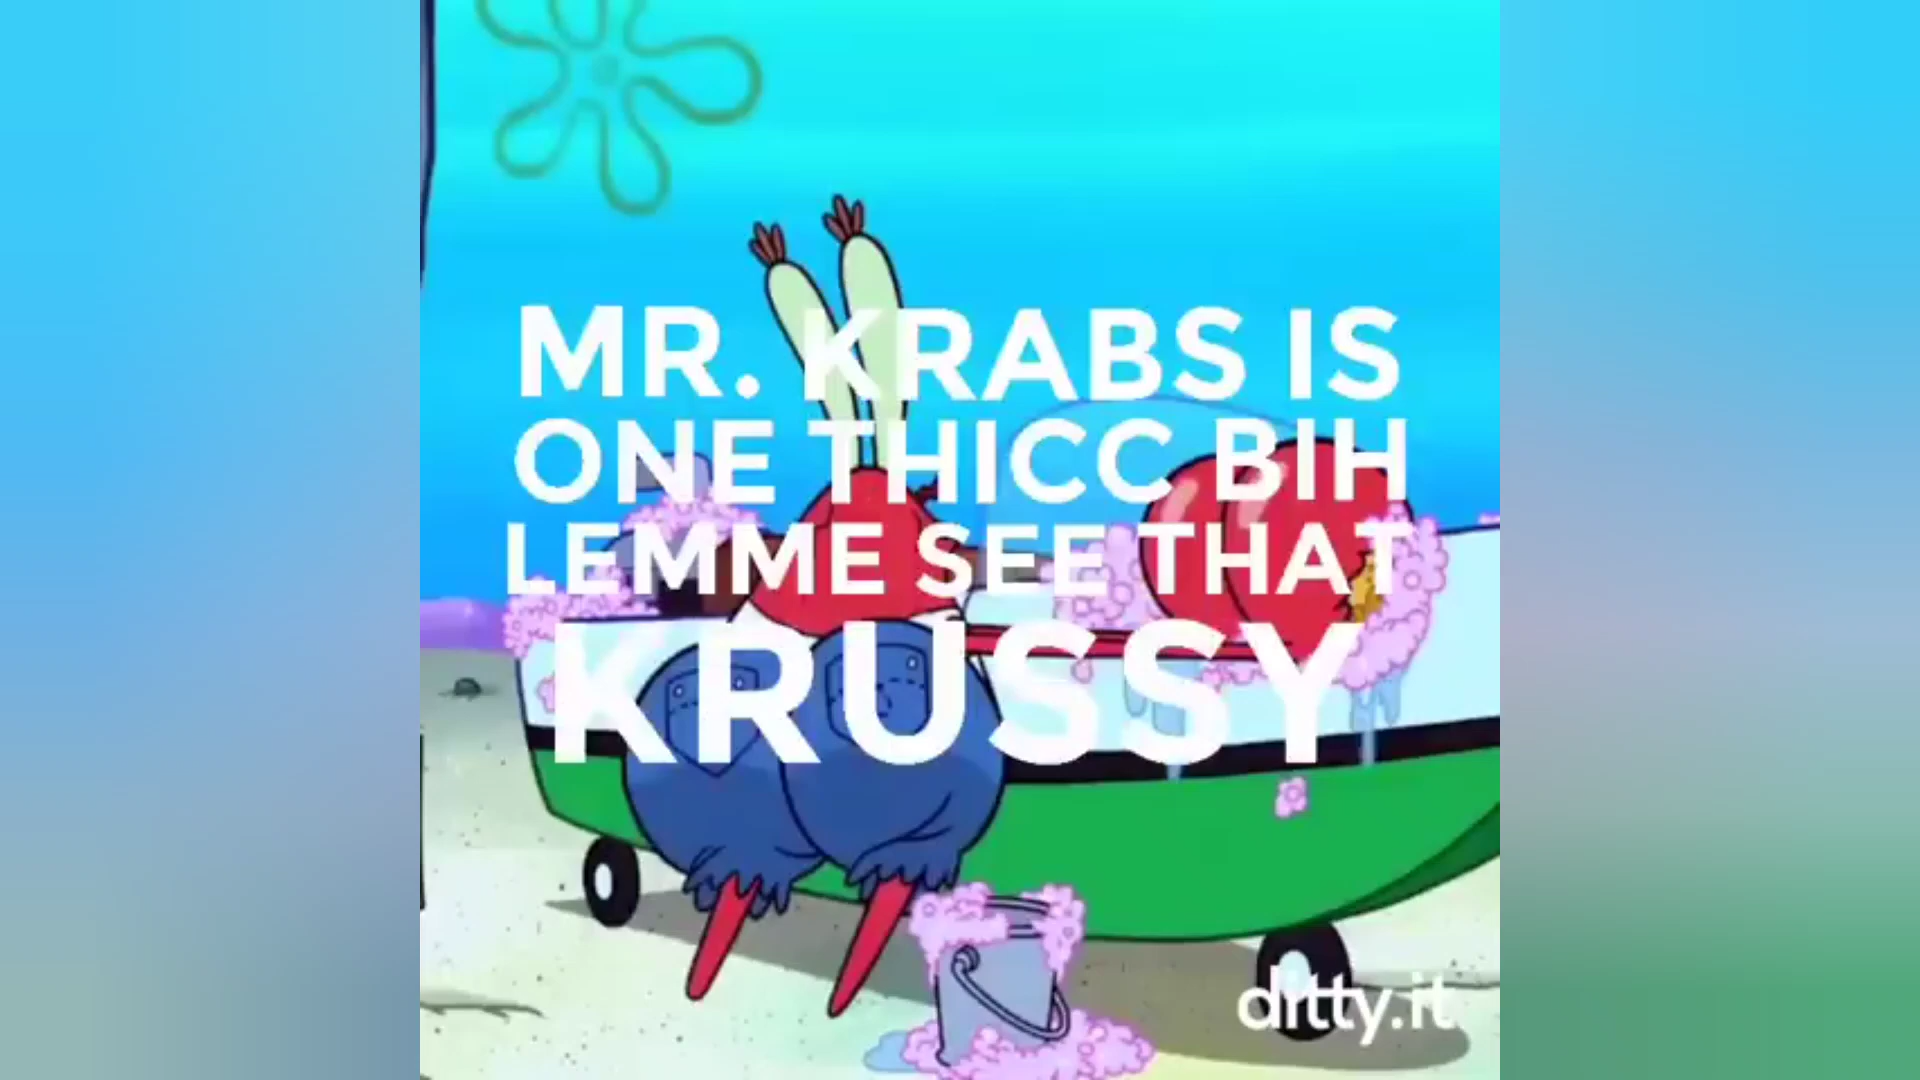 MR. KRABS IS
ONE THICC BIH
LEMME SEE THAT
KRUSSY
ditty.it